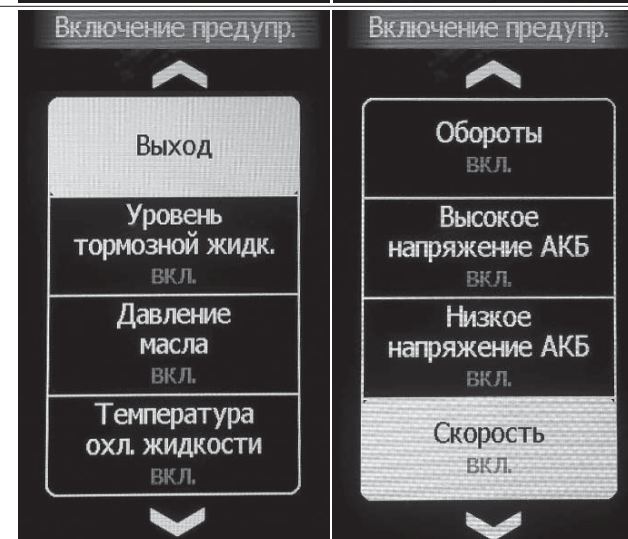 Включение предупр.
Выход
Уровень
тормозной жидк.
ВКЛ.
Давление
масла
ВКЛ.
Температура
охл. жидкости
ВКЛ.
Включение предупр.
Обороты
ВКЛ.
Высокое
напряжение АКБ
ВКЛ.
Низкое
напряжение АКБ
ВКЛ.
Скорость
ВКЛ.